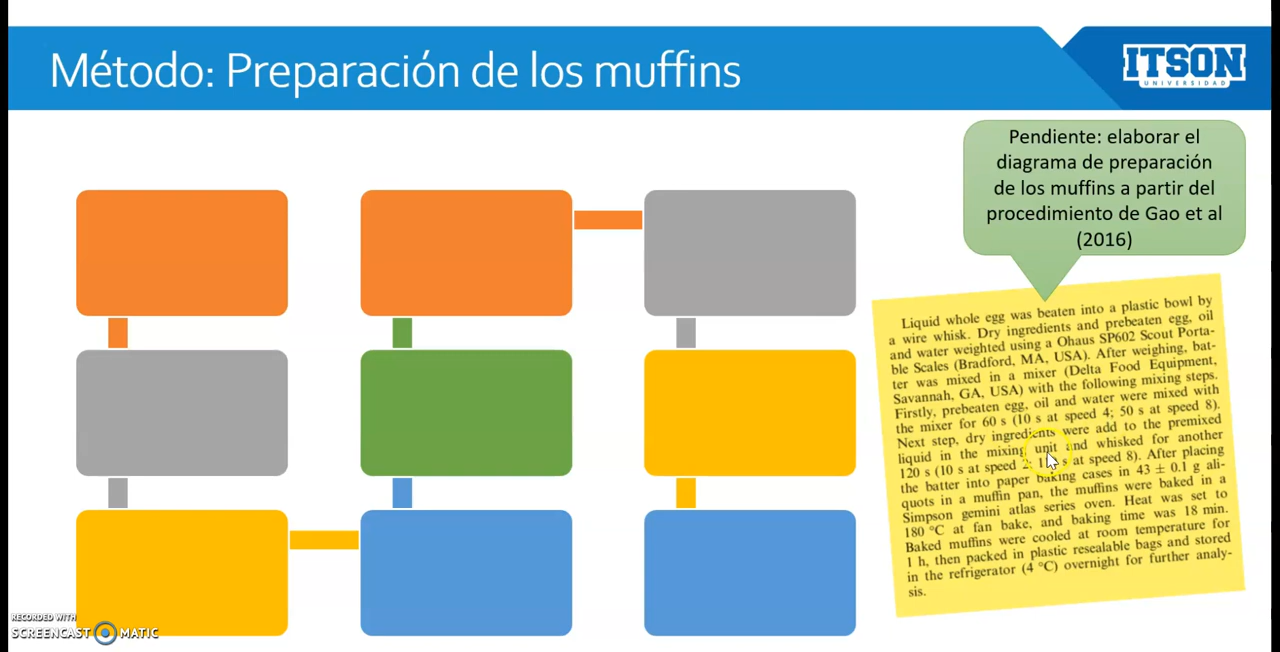 Método: Preparación de los muffins
ITSON
UNIVERSIDAD
Pendiente: elaborar el
diagrama de preparación
de los muffins a partir del
procedimiento de Gao et al
(2016)
Liquid whole egg was beaten into a plastic bowl by
a wire whisk. Dry ingredients and prebeaten egg, oil
and water weighted using a Ohaus SP602 Scout Porta-
ble Scales (Bradford, MA, USA). After weighing, bat-
ter was mixed in a mixer (Delta Food Equipment,
Savannah, GA, USA) with the following mixing steps.
Firstly, prebeaten egg, oil and water were mixed with
the mixer for 60 s (10 s at speed 4; 50 s at speed 8).
Next step, dry ingredients were add to the premixed
liquid in the mixing unit and whisked for another
120 s (10 s at speed 2; s at speed 8). After placing
the batter into paper baking cases in 43 ± 0.1 g ali-
quots in a muffin pan, the muffins were baked in a
Simpson gemini atlas series oven. Heat was set to
180 °C at fan bake, and baking time was 18 min.
Baked muffins were cooled at room temperature for
1 h, then packed in plastic resealable bags and stored
in the refrigerator (4 °C) overnight for further analy-
sis.
RECORDED WITH
SCREENCAST MATIC